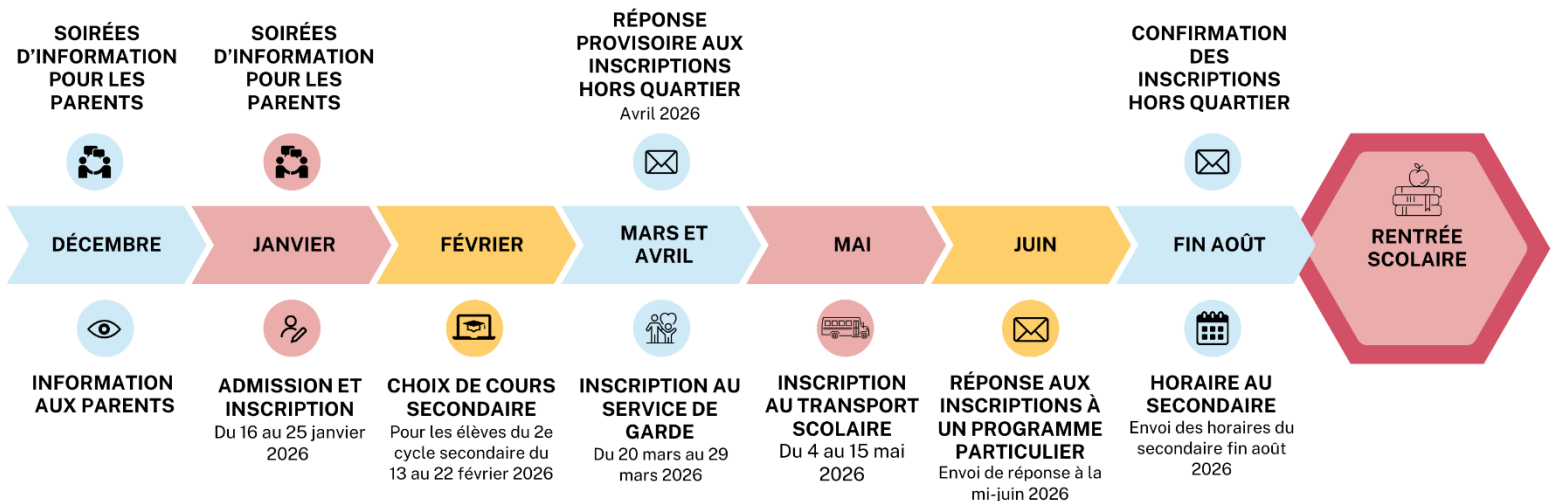 SOIRÉES
D'INFORMATION
POUR LES
PARENTS
SOIRÉES
D'INFORMATION
POUR LES
PARENTS
RÉPONSE
PROVISOIRE AUX
INSCRIPTIONS
HORS QUARTIER
Avril 2026
CONFIRMATION
DES
INSCRIPTIONS
HORS QUARTIER
DÉCEMBRE
JANVIER
FÉVRIER
MARS ET
AVRIL
MAI
JUIN
FIN AOÛT
RENTRÉE
SCOLAIRE
INFORMATION
AUX PARENTS
ADMISSION ET
INSCRIPTION
Du 16 au 25 janvier
2026
CHOIX DE COURS
SECONDAIRE
Pour les élèves du 2e
cycle secondaire du
13 au 22 février 2026
INSCRIPTION AU
SERVICE DE
GARDE
Du 20 mars au 29
mars 2026
INSCRIPTION
AU TRANSPORT
SCOLAIRE
Du 4 au 15 mai
2026
RÉPONSE AUX
INSCRIPTIONS À
UN PROGRAMME
PARTICULIER
Envoi de réponse à la
mi-juin 2026
HORAIRE AU
SECONDAIRE
Envoi des horaires du
secondaire fin août
2026